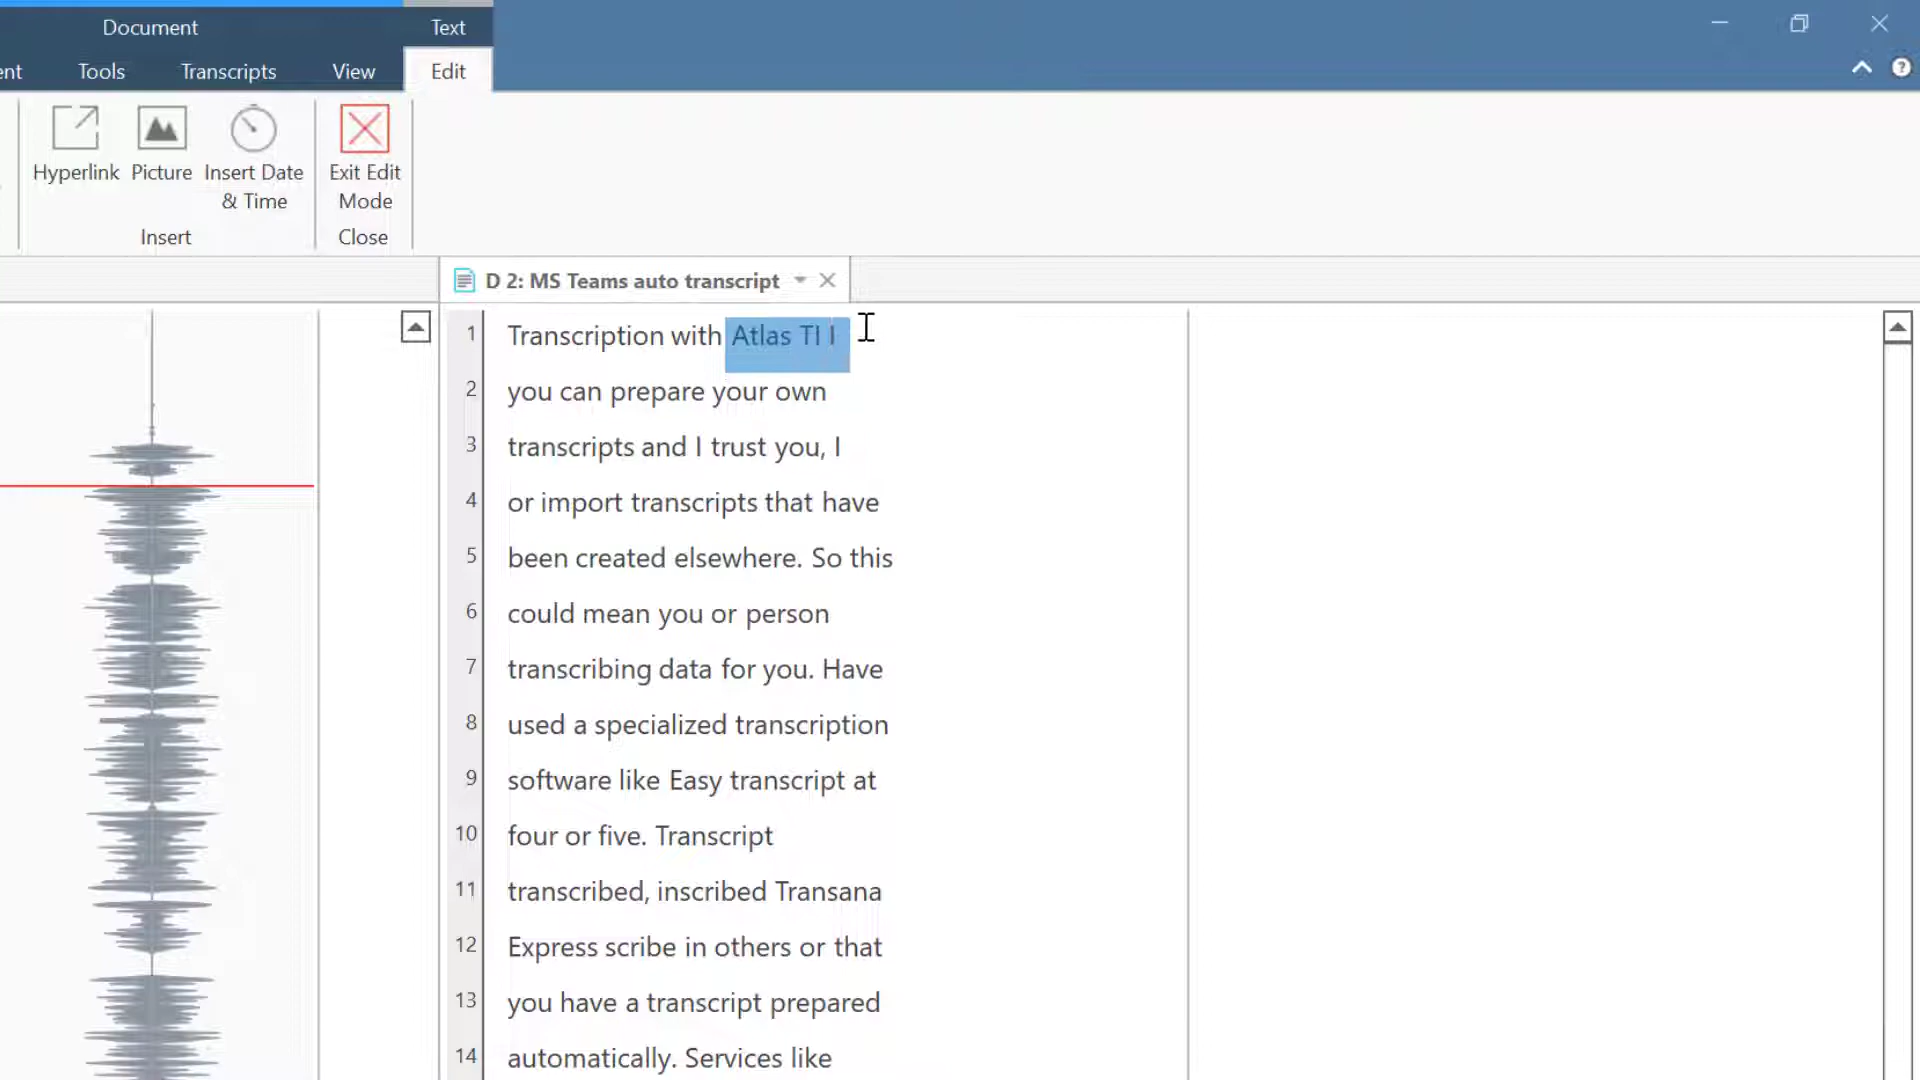 Document Text
ent Tools Transcripts View Edit
Hyperlink Picture Insert Date & Time Exit Edit Mode
Insert Close
D 2: MS Teams auto transcript
1 Transcription with Atlas TI I
2 you can prepare your own
3 transcripts and I trust you, I
4 or import transcripts that have
5 been created elsewhere. So this
6 could mean you or person
7 transcribing data for you. Have
8 used a specialized transcription
9 software like Easy transcript at
10 four or five. Transcript
11 transcribed, inscribed Transana
12 Express scribe in others or that
13 you have a transcript prepared
14 automatically. Services like